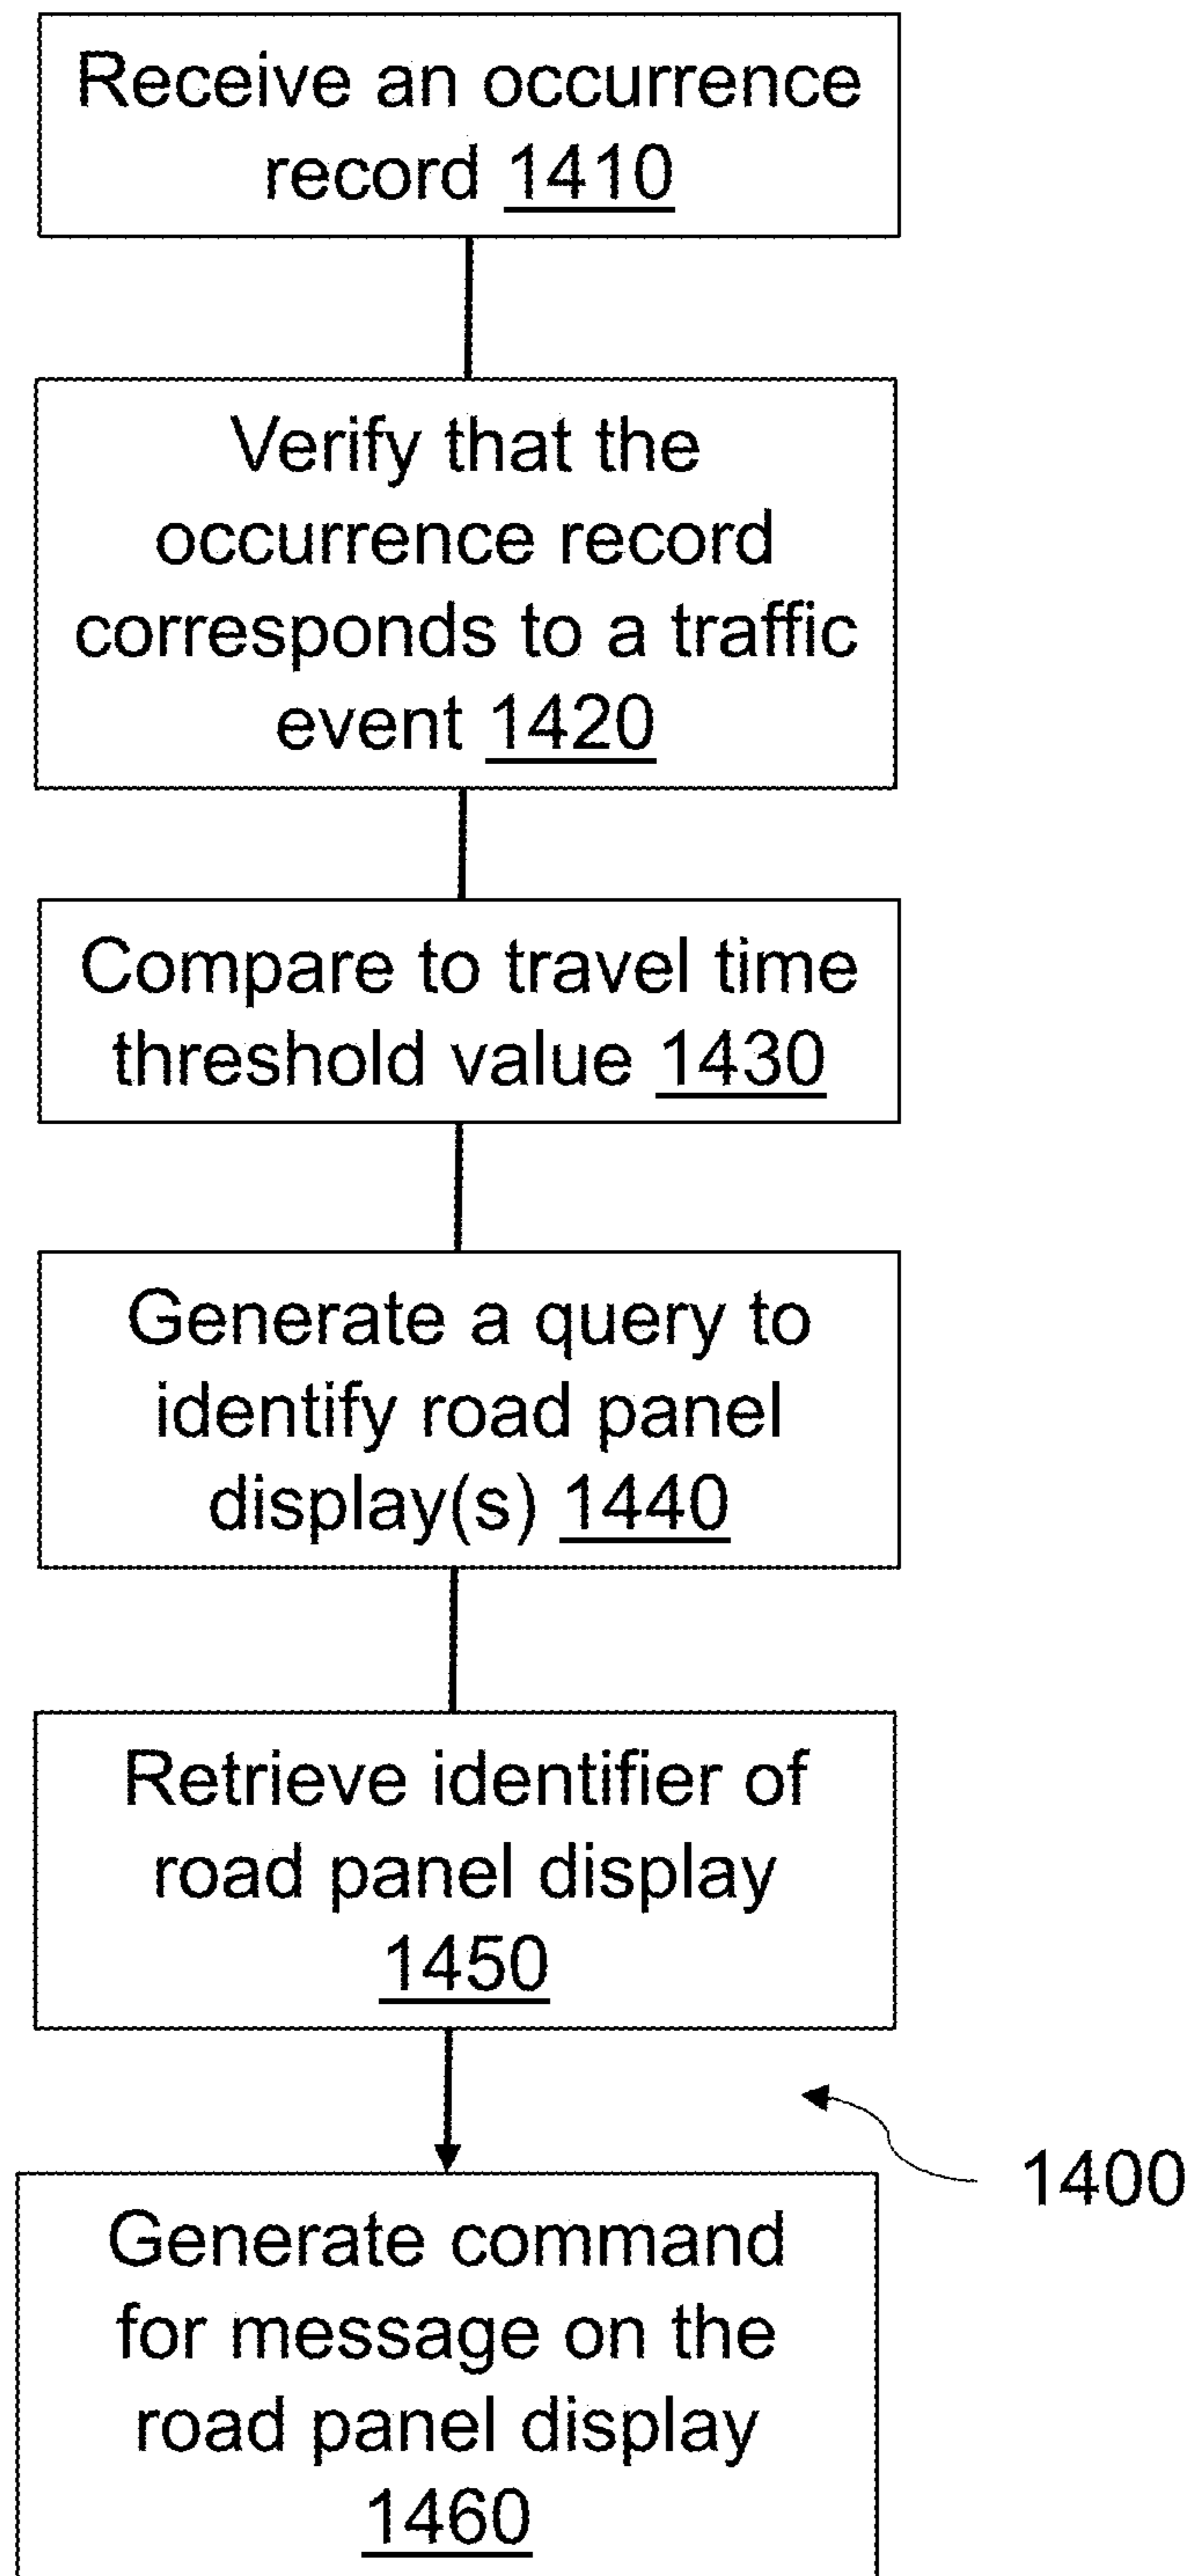 Receive an occurrence
record 1410
Verify that the
occurrence record
corresponds to a traffic
event 1420
Compare to travel time
threshold value 1430
Generate a query to
identify road panel
display(s) 1440
Retrieve identifier of
road panel display
1450
1400
Generate command
for message on the
road panel display
1460